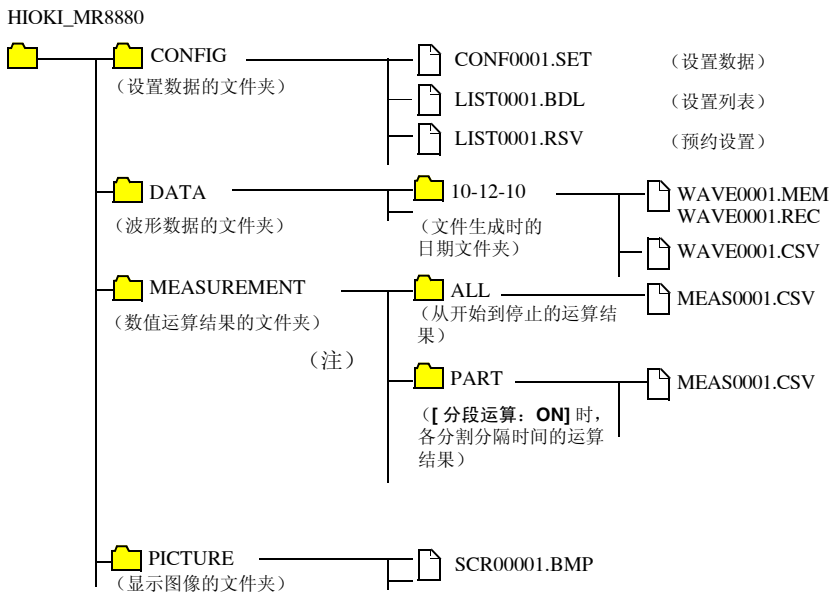 HIOKI_MR8880
CONFIG
（设置数据的文件夹）
CONF0001.SET （设置数据）
LIST0001.BDL （设置列表）
LIST0001.RSV （预约设置）
DATA
（波形数据的文件夹）
10-12-10
（文件生成时的
日期文件夹）
WAVE0001.MEM
WAVE0001.REC
WAVE0001.CSV
MEASUREMENT
（数值运算结果的文件夹）
（注）
ALL
（从开始到停止的运算结
果）
MEAS0001.CSV
PART
（[ 分段运算：ON] 时，
各分割分隔时间的运算
结果）
MEAS0001.CSV
PICTURE
（显示图像的文件夹）
SCR00001.BMP